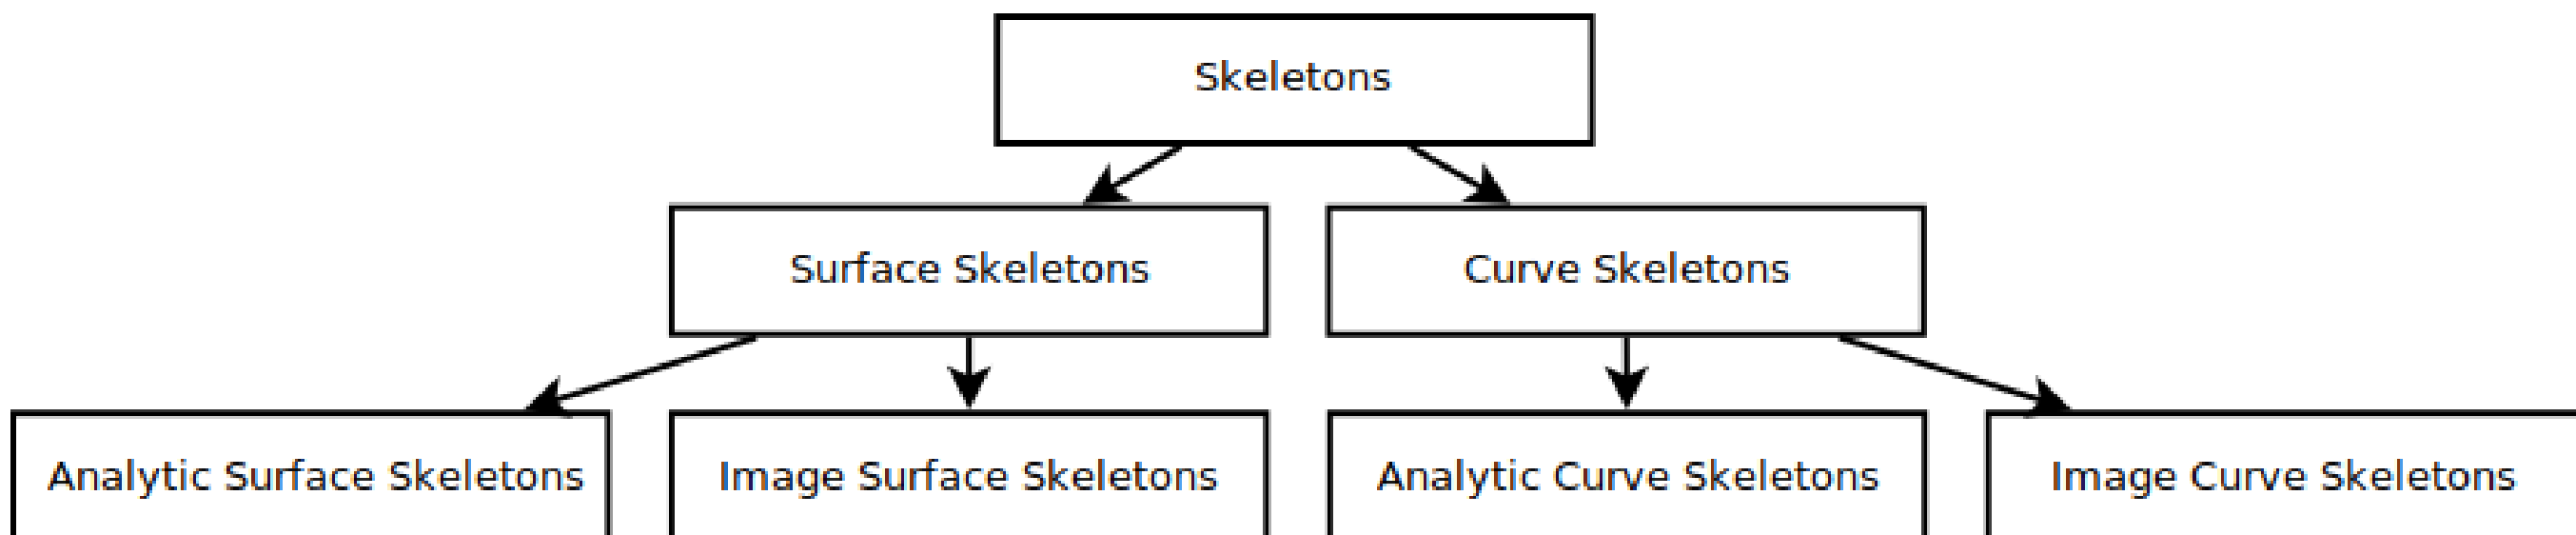 Skeletons
Surface Skeletons
Curve Skeletons
Analytic Surface Skeletons
Image Surface Skeletons
Analytic Curve Skeletons
Image Curve Skeletons